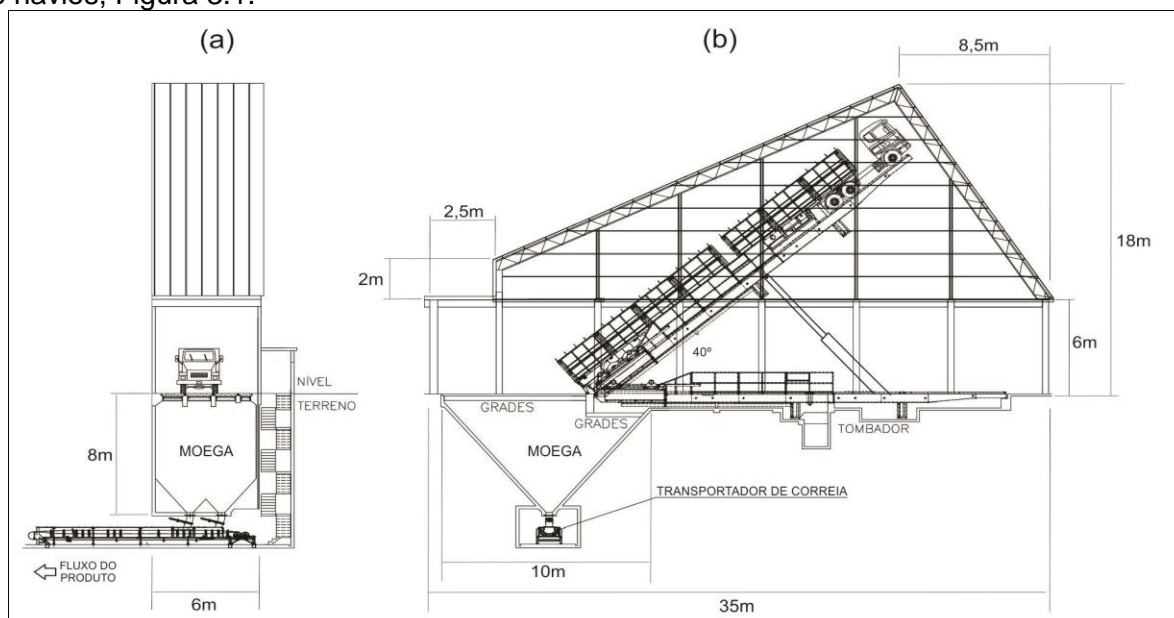 o navios, Figura 3.1.
(a)
(b)
8,5m
2,5m
2m
18m
6m
40º
NÍVEL
TERRENO
GRADES
GRADES
MOEGA
MOEGA
TOMBADOR
8m
TRANSPORTADOR DE CORREIA
FLUXO DO
PRODUTO
10m
6m
35m